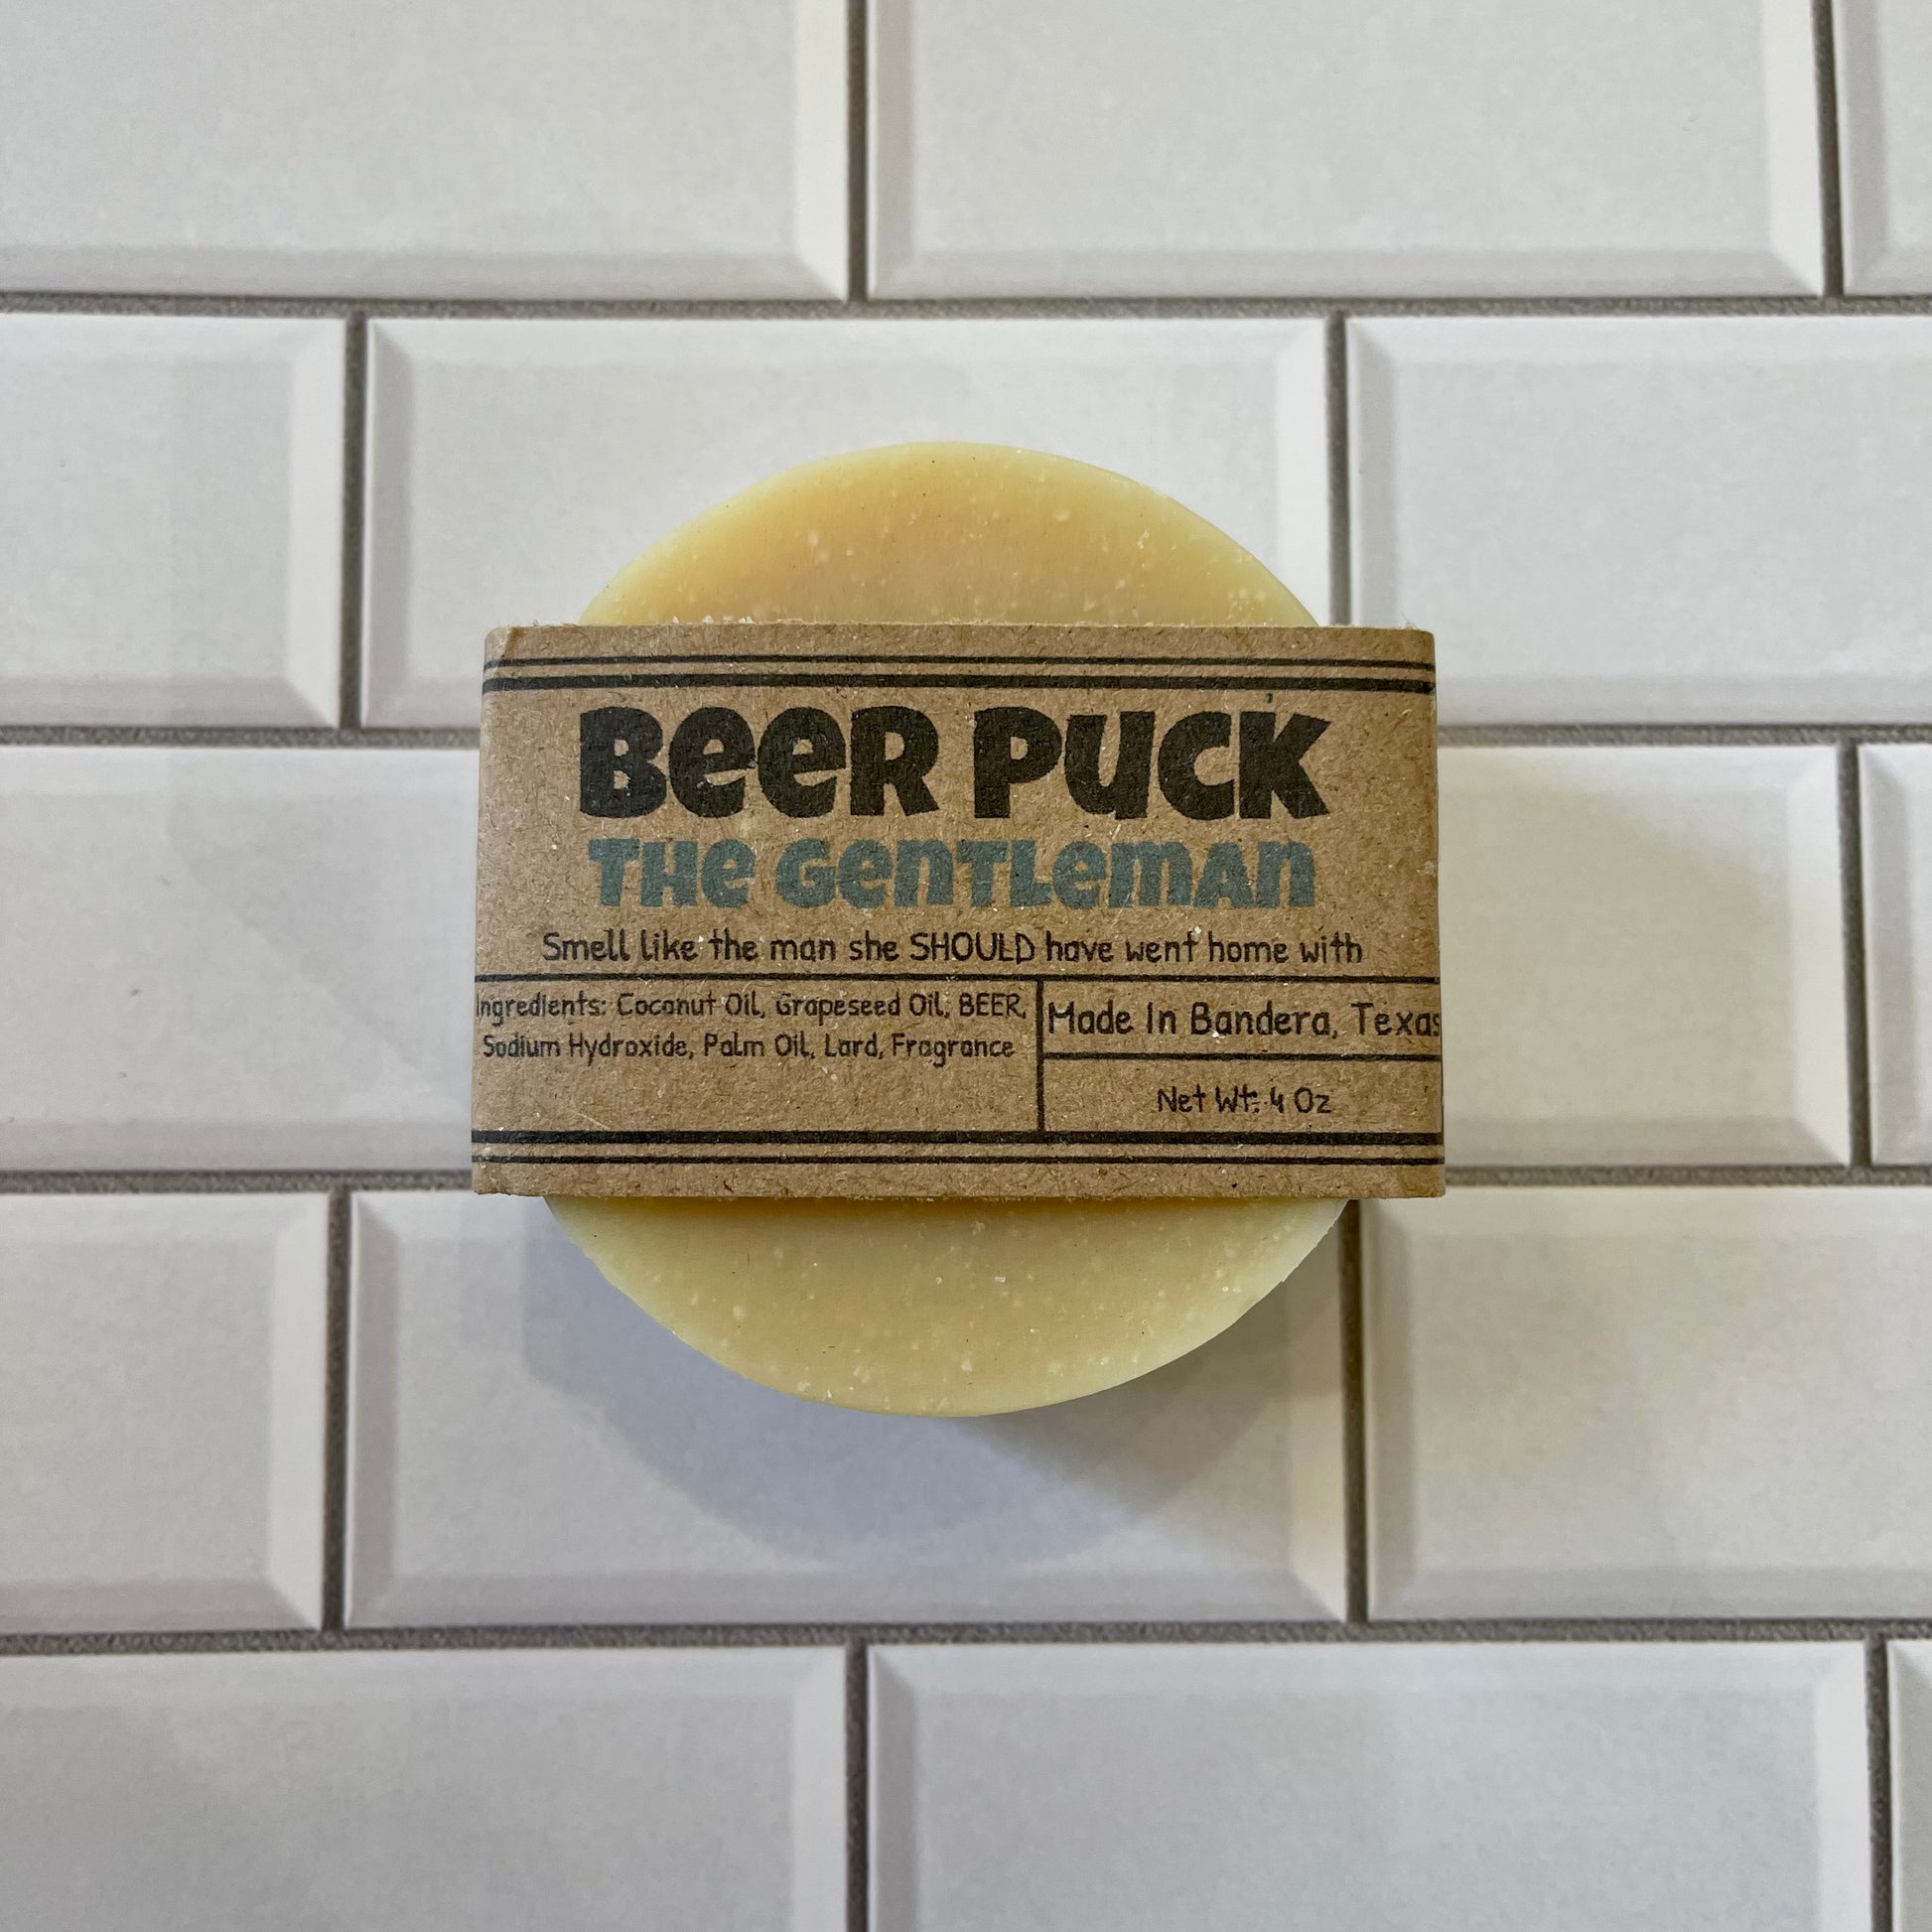 BEER PUCK
THE GENTLEMAN
Smell like the man she SHOULD have went home with
Ingredients: Coconut Oil, Grapeseed Oil, BEER,
Sodium Hydroxide, Palm Oil, Lard, Fragrance
Made In Bandera, Texas
Net Wt: 4 Oz